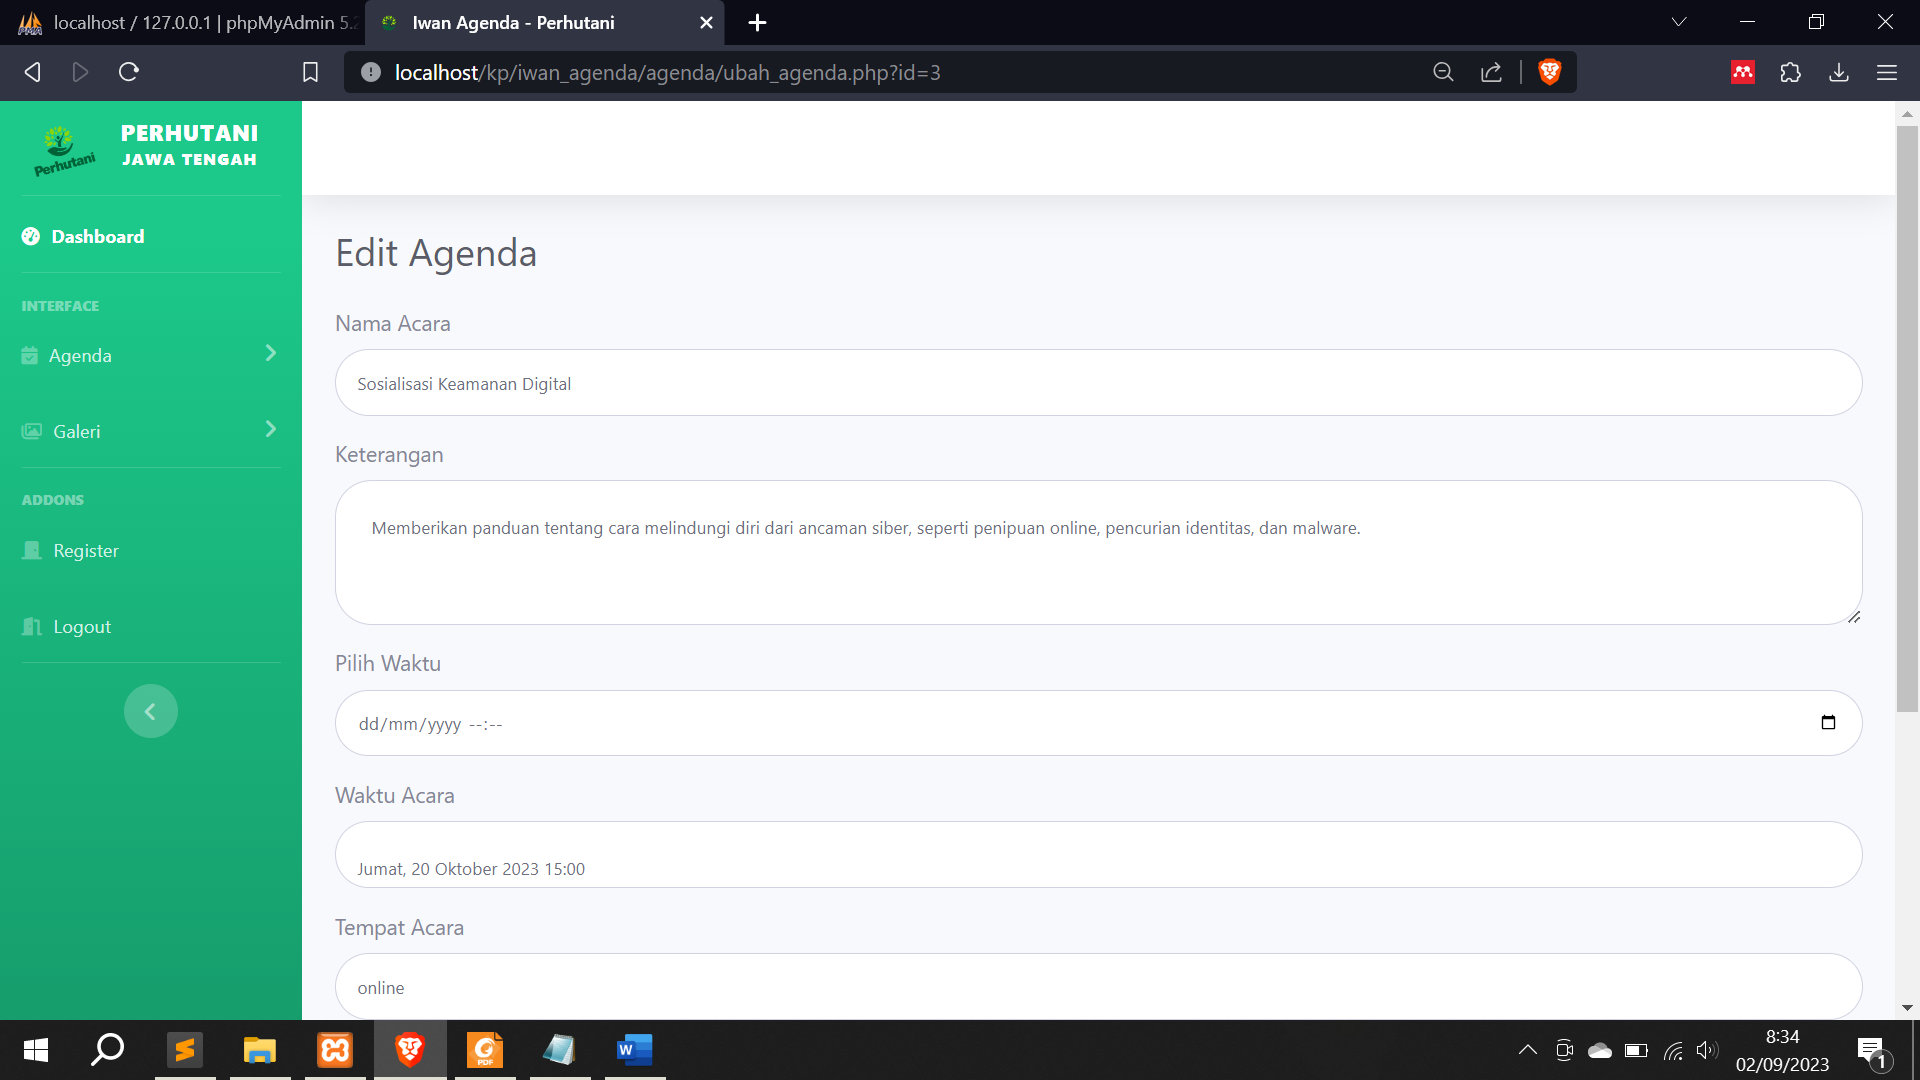 localhost / 127.0.0.1 | phpMyAdmin 5.2
Iwan Agenda - Perhutani
localhost/kp/iwan_agenda/agenda/ubah_agenda.php?id=3
Perhutani
PERHUTANI
JAWA TENGAH
Dashboard
INTERFACE
Agenda
Galeri
ADDONS
Register
Logout
Edit Agenda
Nama Acara
Sosialisasi Keamanan Digital
Keterangan
Memberikan panduan tentang cara melindungi diri dari ancaman siber, seperti penipuan online, pencurian identitas, dan malware.
Pilih Waktu
dd/mm/yyyy --:--
Waktu Acara
Jumat, 20 Oktober 2023 15:00
Tempat Acara
online
PDF
W
8:34
02/09/2023
1